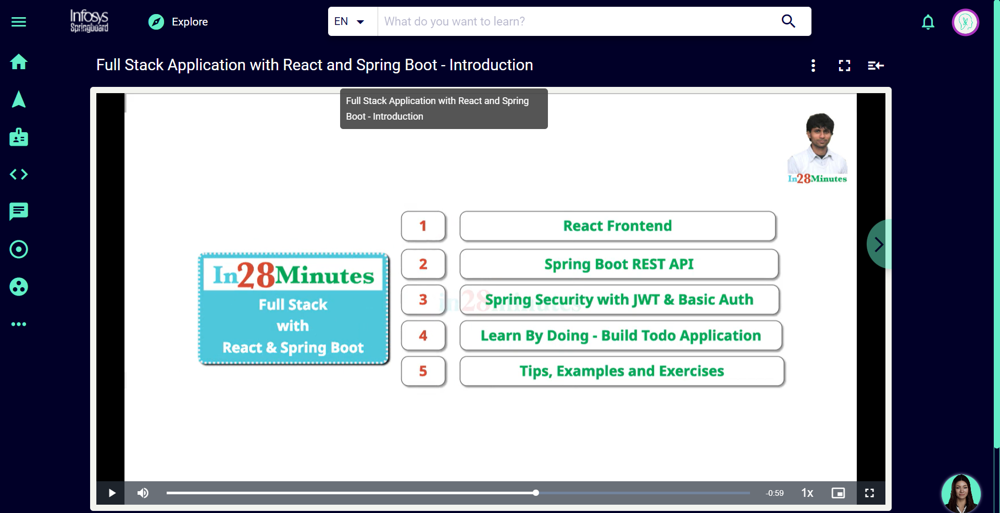 Infosys
Springboard
Explore
EN
What do you want to learn?
Full Stack Application with React and Spring Boot - Introduction
Full Stack Application with React and Spring
Boot - Introduction
In28Minutes
1
React Frontend
2
Spring Boot REST API
3
Spring Security with JWT & Basic Auth
in28minutes
4
Learn By Doing - Build Todo Application
5
Tips, Examples and Exercises
In28Minutes
Full Stack
with
React & Spring Boot
-0:59
1x